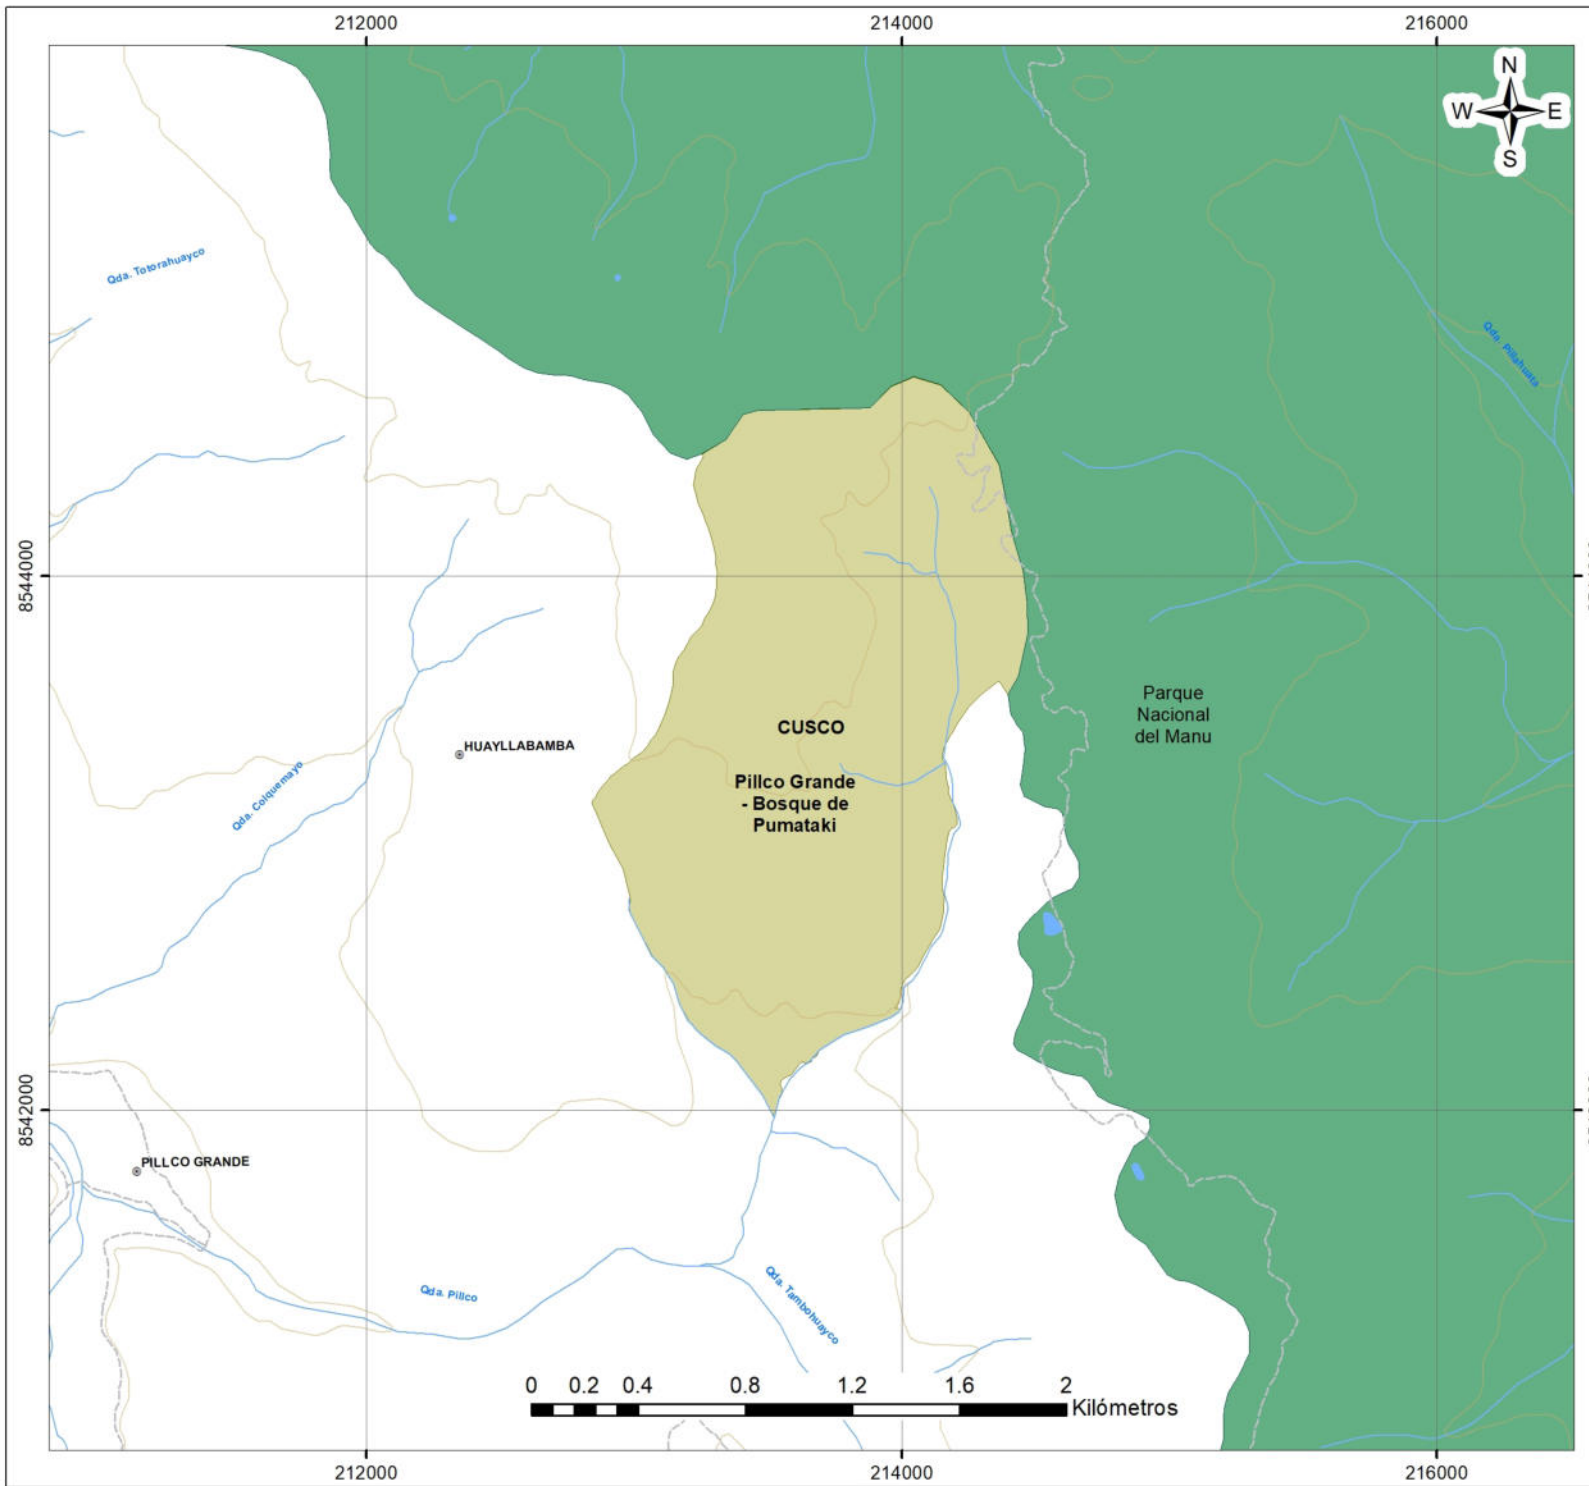 212000 214000 216000
N
W E
S
Qda. Totorahuayco
Qda. Pillahuata
8544000
Parque
Nacional
del Manu
CUSCO
HUAYLLABAMBA
Pillco Grande
- Bosque de
Pumataki
Qda. Colquemayo
8542000
PILLCO GRANDE
Qda. Pillco
Qda. Tambohuayco
0 0.2 0.4 0.8 1.2 1.6 2
Kilómetros
212000 214000 216000